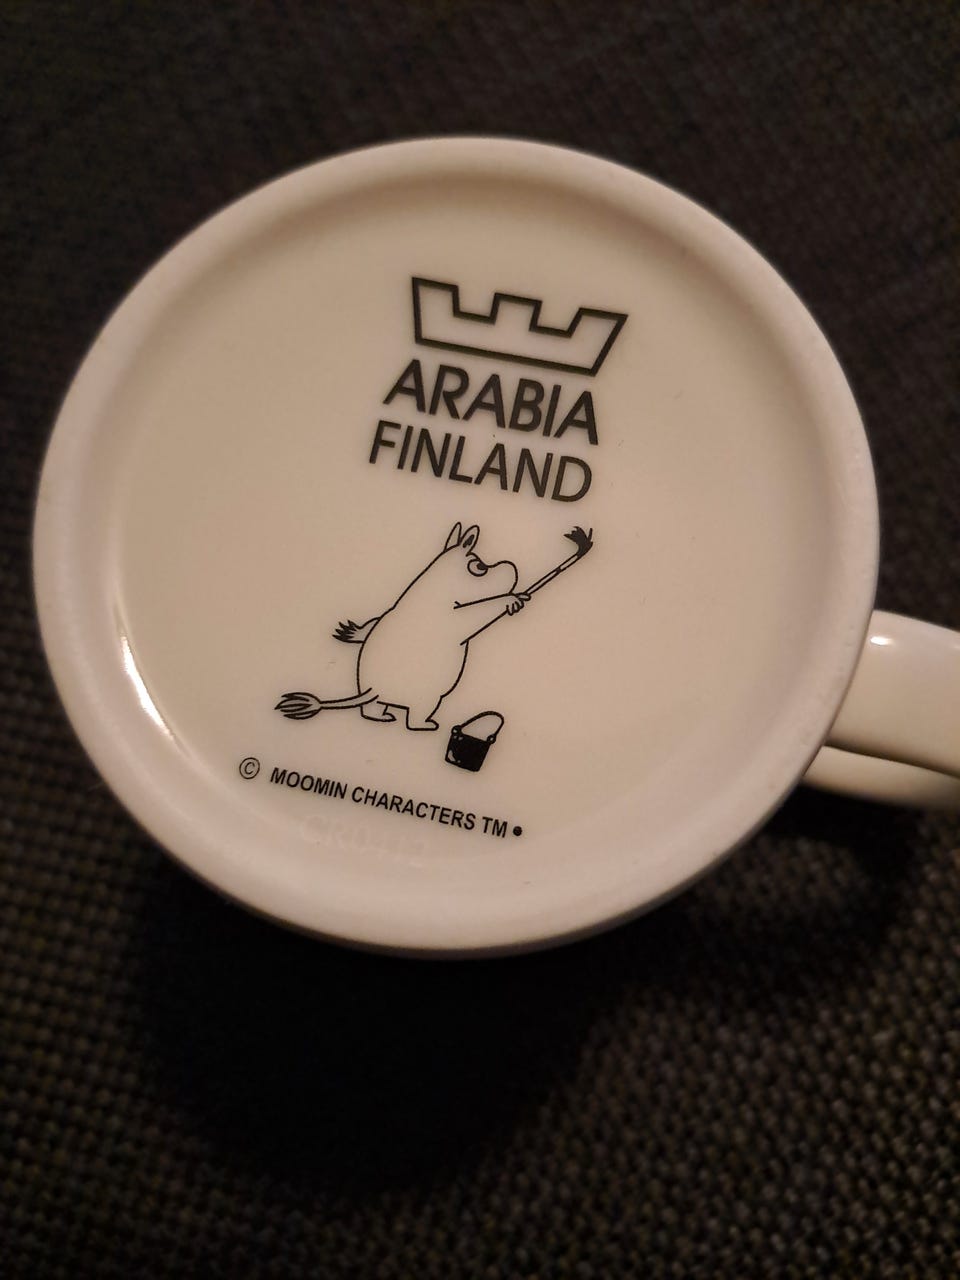 ARABIA
FINLAND
© MOOMIN CHARACTERS TM •